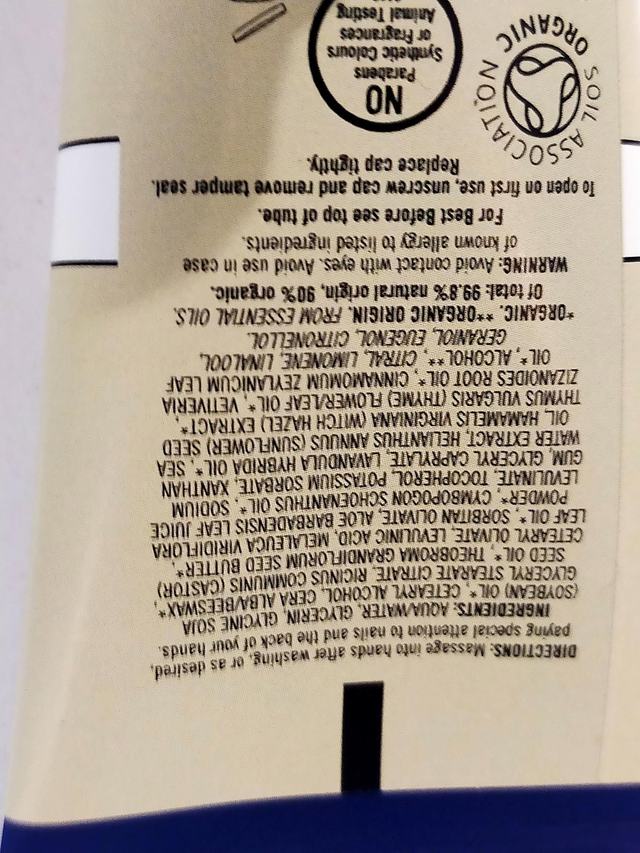 DIRECTIONS: Massage into hands after washing, or as desired,
paying special attention to nails and the back of your hands.
INGREDIENTS: AQUA/WATER, GLYCERIN, GLYCINE SOJA
(SOYBEAN) OIL*, CETEARYL ALCOHOL, CERA ALBA/BEESWAX*,
GLYCERYL STEARATE CITRATE, RICINUS COMMUNIS (CASTOR)
SEED OIL*, THEOBROMA GRANDIFLORUM SEED BUTTER*,
CETEARYL OLIVATE, LEVULINIC ACID, MELALEUCA VIRIDIFLORA
LEAF OIL*, SORBITAN OLIVATE, ALOE BARBADENSIS LEAF JUICE
POWDER*, CYMBOPOGON SCHOENANTHUS OIL*, SODIUM
LEVULINATE, TOCOPHEROL, POTASSIUM SORBATE, XANTHAN
GUM, GLYCERYL CAPRYLATE, LAVANDULA HYBRIDA OIL*, SEA
WATER EXTRACT, HELIANTHUS ANNUUS (SUNFLOWER) SEED
OIL, HAMAMELIS VIRGINIANA (WITCH HAZEL) EXTRACT*,
THYMUS VULGARIS (THYME) FLOWER/LEAF OIL*, VETIVERIA
ZIZANOIDES ROOT OIL*, CINNAMOMUM ZEYLANICUM LEAF
OIL*, ALCOHOL**, CITRAL, LIMONENE, LINALOOL,
GERANIOL, EUGENOL, CITRONELLOL.
*ORGANIC. **ORGANIC ORIGIN. FROM ESSENTIAL OILS.
Of total: 99.8% natural origin, 90% organic.
WARNING: Avoid contact with eyes. Avoid use in case
of known allergy to listed ingredients.
For Best Before see top of tube.
To open on first use, unscrew cap and remove tamper seal.
Replace cap tightly.
SOIL ASSOCIATION
ORGANIC
NO
Parabens
Synthetic Colours
or Fragrances
Animal Testing